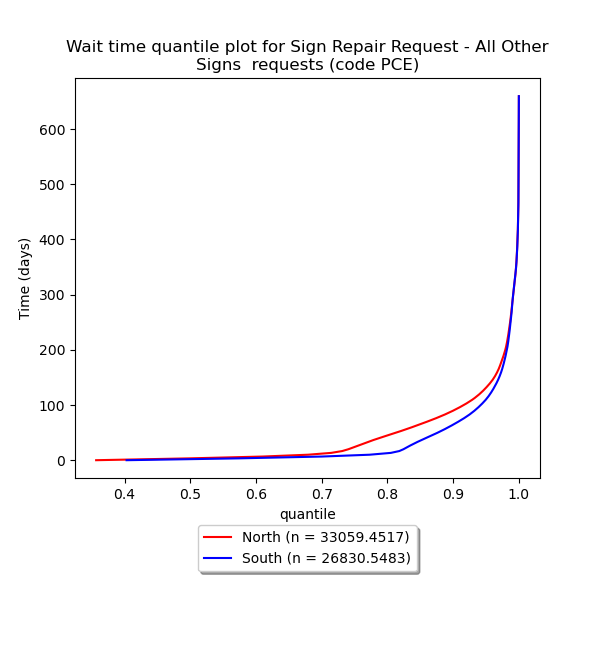 Wait time quantile plot for Sign Repair Request - All Other
Signs  requests (code PCE)
Time (days)
600
500
400
300
200
100
0
0.4 0.5 0.6 0.7 0.8 0.9 1.0
quantile
North (n = 33059.4517)
South (n = 26830.5483)